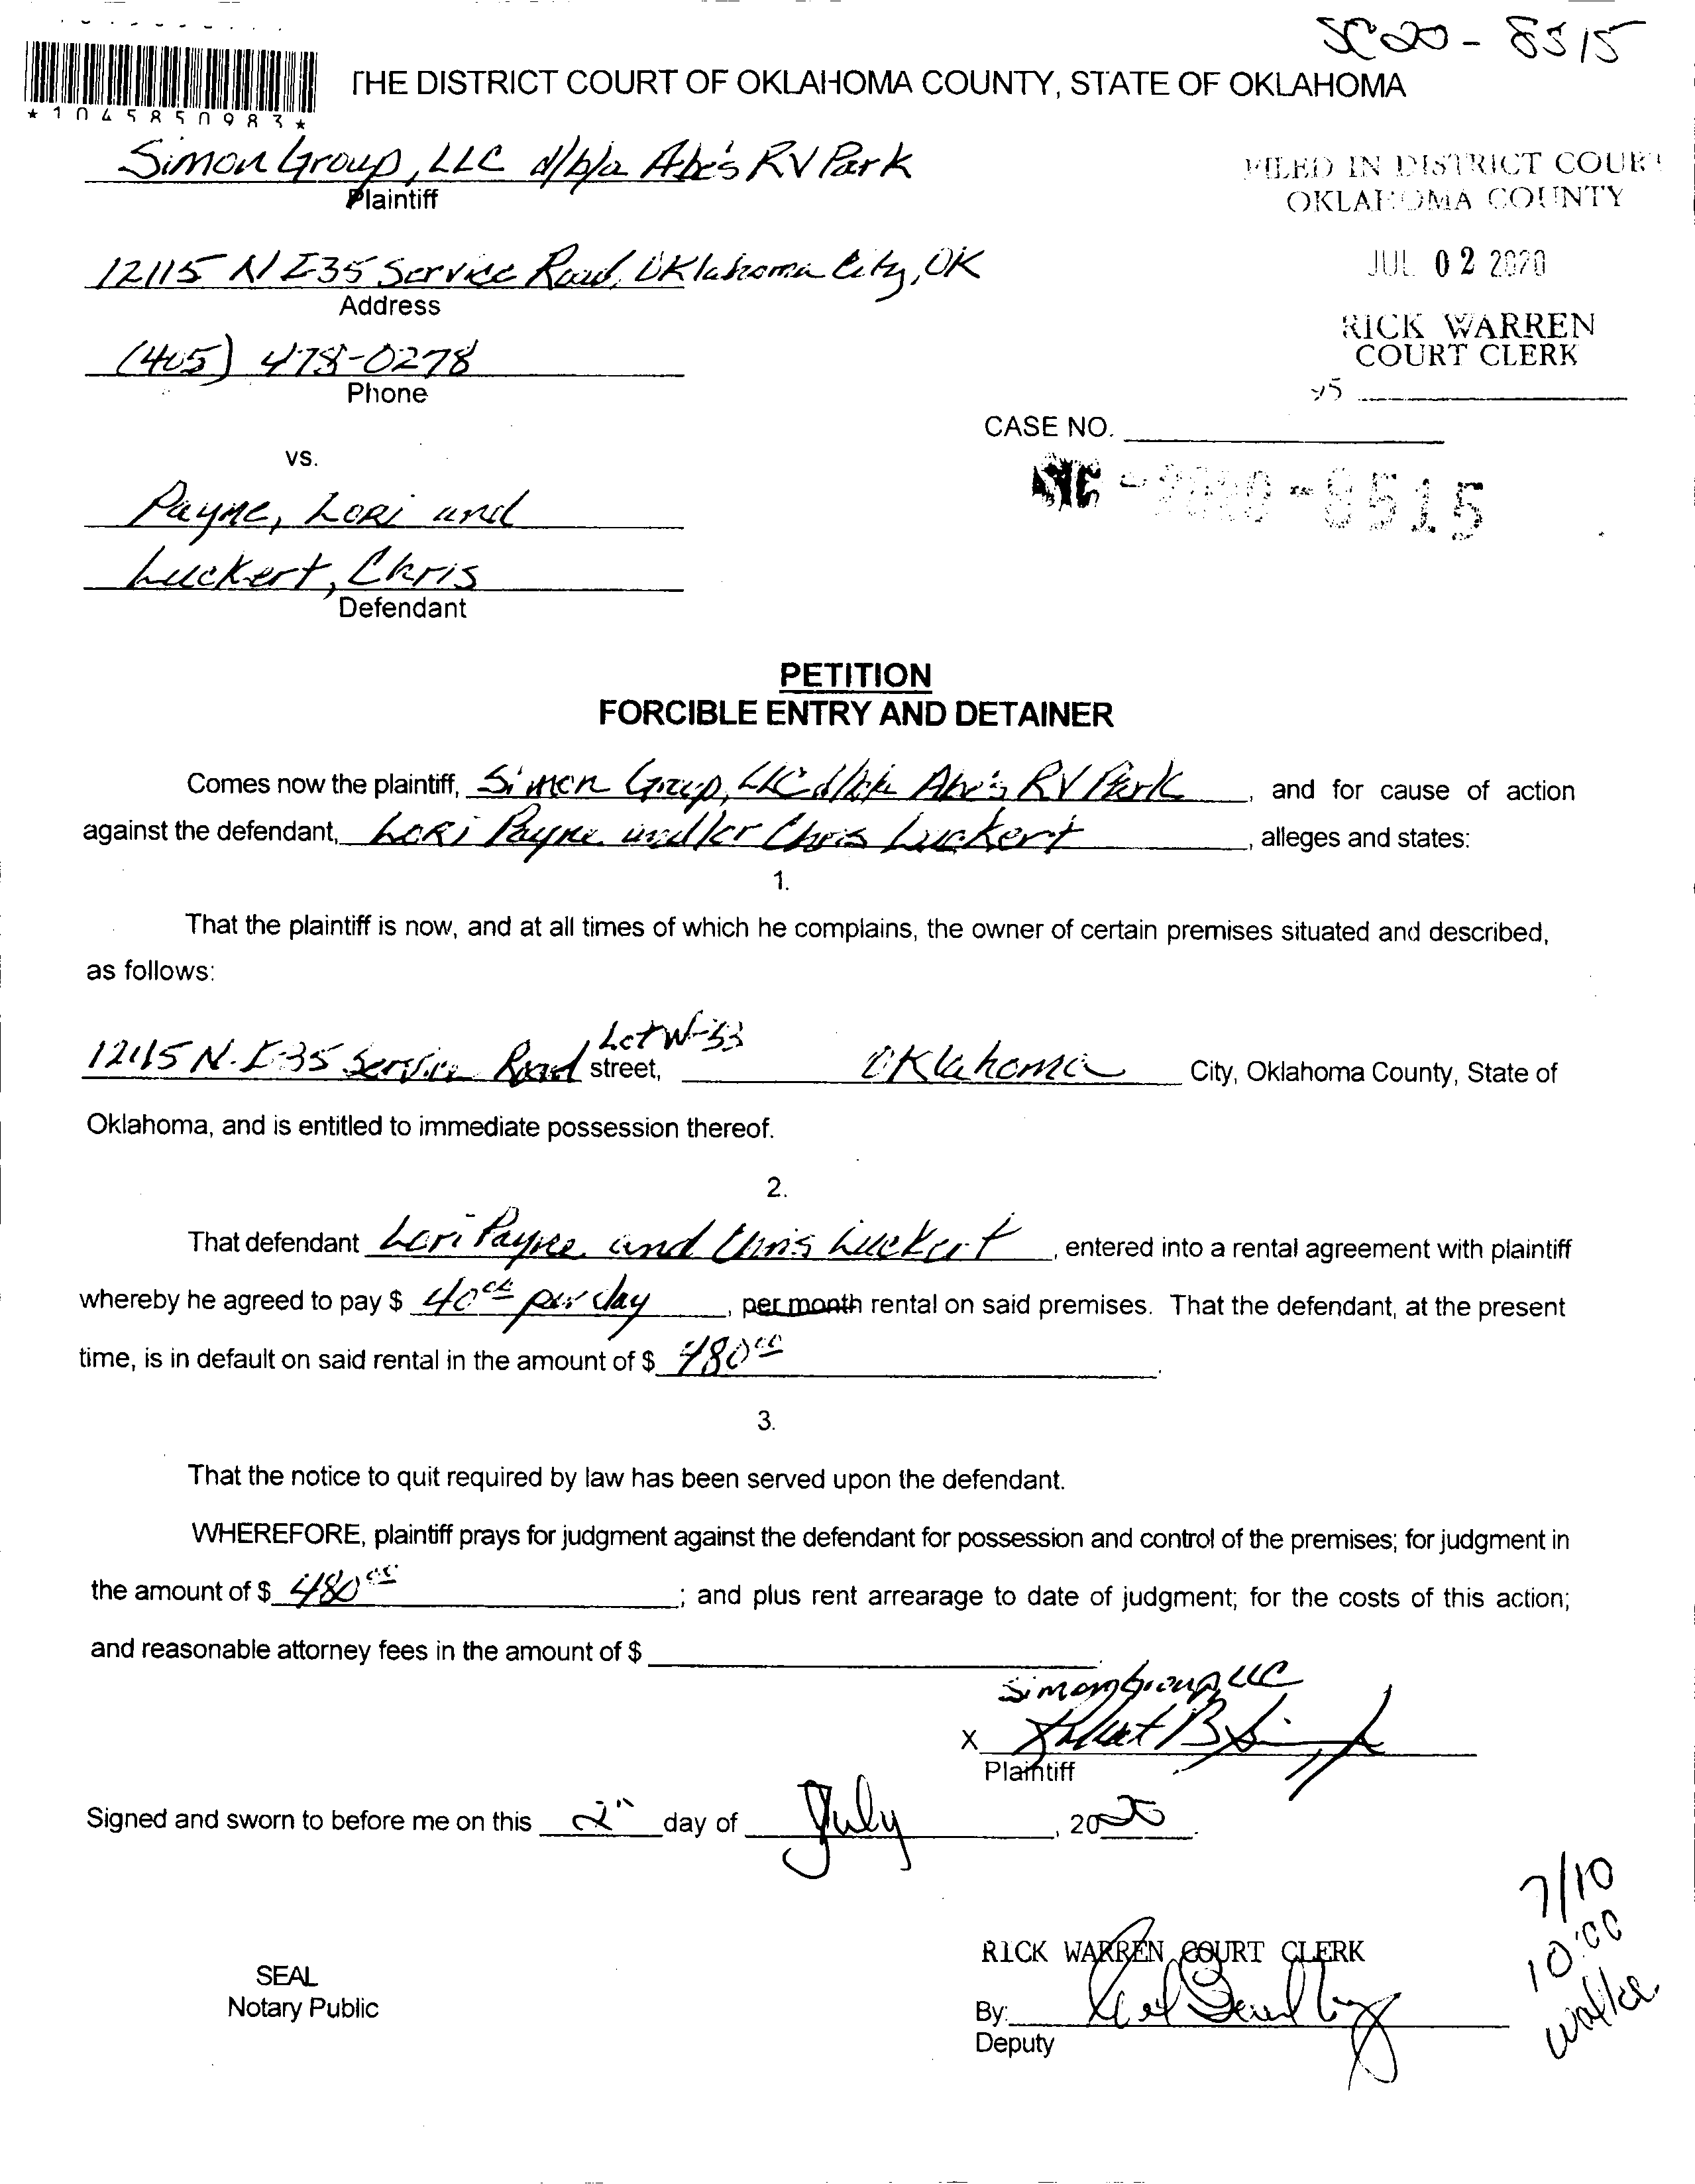 SC20-8515
THE DISTRICT COURT OF OKLAHOMA COUNTY, STATE OF OKLAHOMA
*1045850983*
Simon Group, LLC d/b/a Abe's RV Park
Plaintiff
FILED IN DISTRICT COURT
OKLAHOMA COUNTY
12115 N I-35 Service Road, Oklahoma City, OK
Address
JUL 02 2020
RICK WARREN
COURT CLERK
(405) 478-0278
Phone
CASE NO.
vs.
SC-2020-8515
Payne, Lori and
Luckert, Chris
Defendant
PETITION
FORCIBLE ENTRY AND DETAINER
Comes now the plaintiff, Simon Group, LLC d/b/a Abe's RV Park, and for cause of action
against the defendant, Lori Payne and/or Chris Luckert, alleges and states:
1.
That the plaintiff is now, and at all times of which he complains, the owner of certain premises situated and described,
as follows:
12115 N. I-35 Service Road street, Lot W-33 Oklahoma City, Oklahoma County, State of
Oklahoma, and is entitled to immediate possession thereof.
2.
That defendant Lori Payne and Chris Luckert, entered into a rental agreement with plaintiff
whereby he agreed to pay $ 40 00 per day, per month rental on said premises. That the defendant, at the present
time, is in default on said rental in the amount of $ 480 00.
3.
That the notice to quit required by law has been served upon the defendant.
WHEREFORE, plaintiff prays for judgment against the defendant for possession and control of the premises; for judgment in
the amount of $ 480 00; and plus rent arrearage to date of judgment; for the costs of this action;
and reasonable attorney fees in the amount of $
Simon Group, LLC
X
Plaintiff
Signed and sworn to before me on this 2" day of July, 2020.
7/10
10:00
RICK WARREN COURT CLERK
SEAL
Notary Public
By:
Deputy